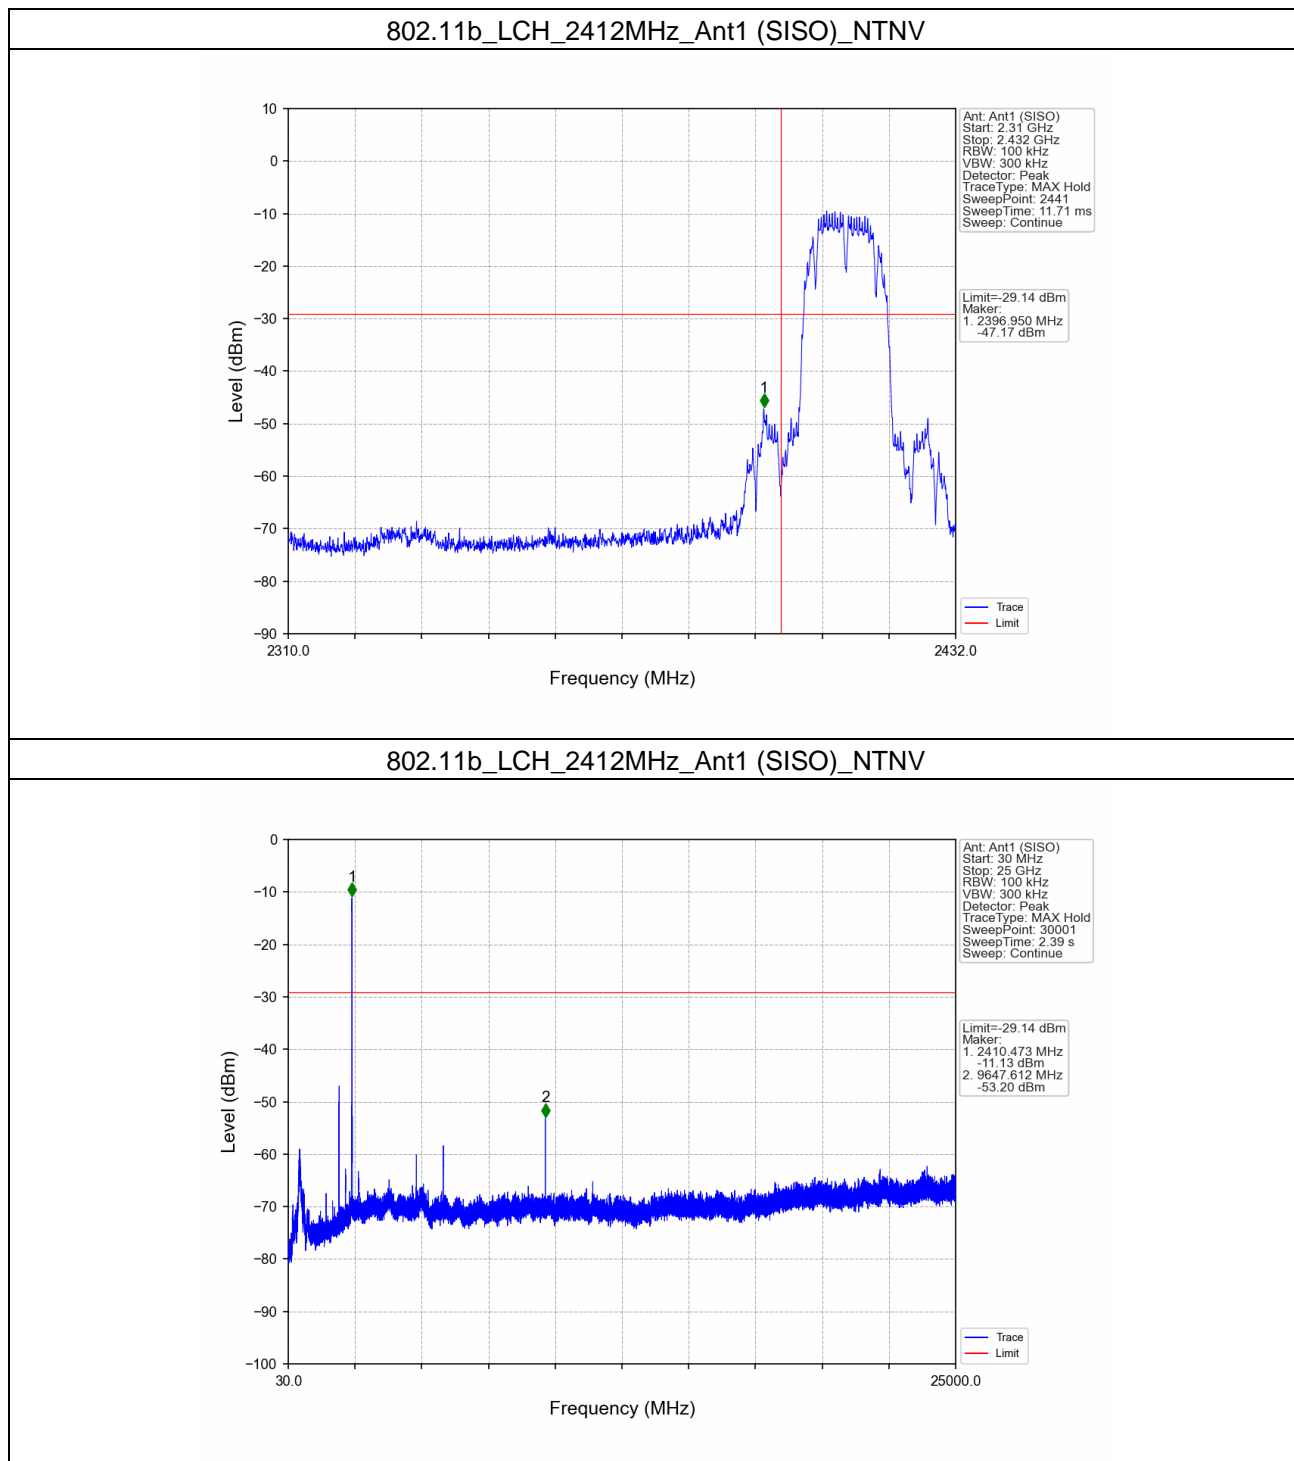 802.11b_LCH_2412MHz_Ant1 (SISO)_NTNV
10
0
−10
−20
−30
−40
−50
−60
−70
−80
−90
Level (dBm)
1
2310.0
2432.0
Frequency (MHz)
Ant: Ant1 (SISO)
Start: 2.31 GHz
Stop: 2.432 GHz
RBW: 100 kHz
VBW: 300 kHz
Detector: Peak
TraceType: MAX Hold
SweepPoint: 2441
SweepTime: 11.71 ms
Sweep: Continue
Limit=-29.14 dBm
Maker:
1. 2396.950 MHz
-47.17 dBm
Trace
Limit
802.11b_LCH_2412MHz_Ant1 (SISO)_NTNV
0
−10
−20
−30
−40
−50
−60
−70
−80
−90
−100
Level (dBm)
1
2
30.0
25000.0
Frequency (MHz)
Ant: Ant1 (SISO)
Start: 30 MHz
Stop: 25 GHz
RBW: 100 kHz
VBW: 300 kHz
Detector: Peak
TraceType: MAX Hold
SweepPoint: 30001
SweepTime: 2.39 s
Sweep: Continue
Limit=-29.14 dBm
Maker:
1. 2410.473 MHz
-11.13 dBm
2. 9647.612 MHz
-53.20 dBm
Trace
Limit